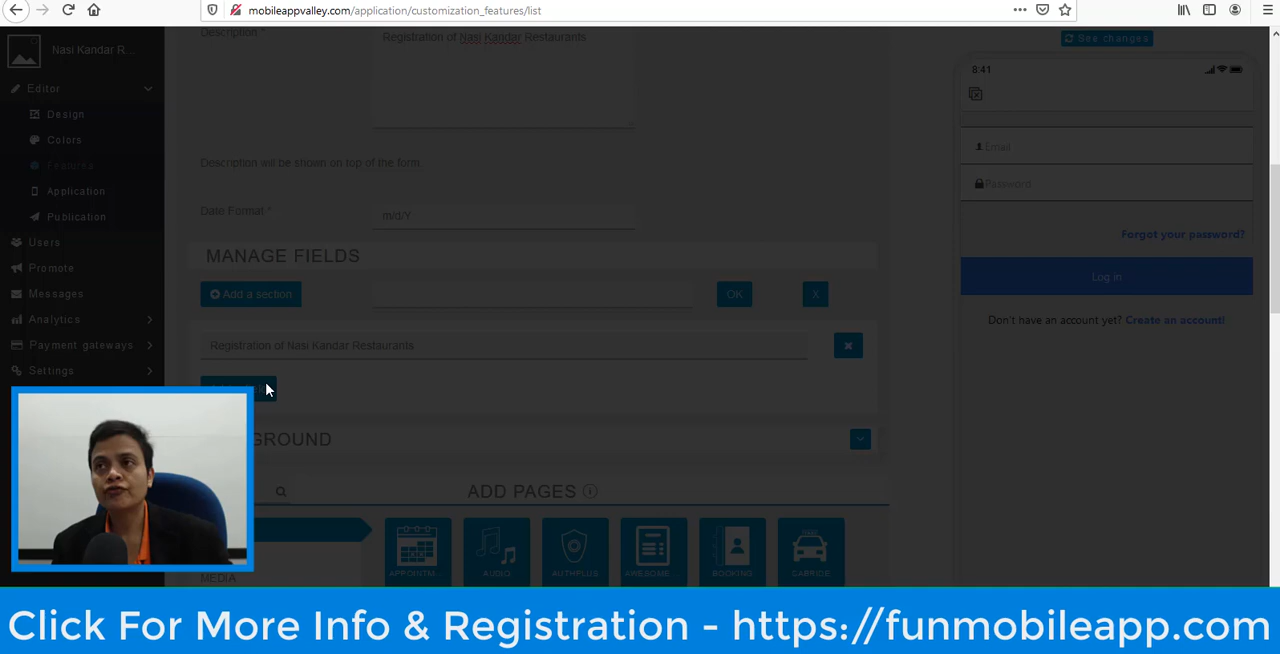 mobileappvalley.com/application/customization_features/list
Nasi Kandar R...
Editor
Design
Colors
Features
Application
Publication
Users
Promote
Messages
Analytics
Payment gateways
Settings
Description *
Registration of Nasi Kandar Restaurants
Description will be shown on top of the form.
Date Format *
m/d/Y
MANAGE FIELDS
Add a section
OK
X
Registration of Nasi Kandar Restaurants
GROUND
ADD PAGES
MEDIA
APPOINTM...
AUDIO
AUTHPLUS
AWESOME...
BOOKING
CABRIDE
See changes
8:41
Email
Password
Forgot your password?
Log in
Don't have an account yet? Create an account!
Click For More Info & Registration - https://funmobileapp.com